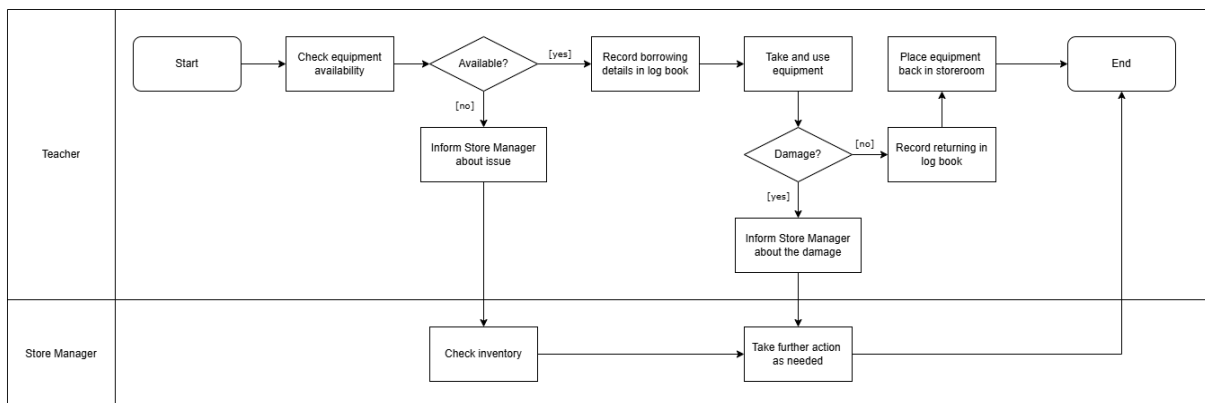 Teacher
Start
Check equipment
availability
Available?
[yes]
Record borrowing
details in log book
Take and use
equipment
Place equipment
back in storeroom
End
[no]
Inform Store Manager
about issue
Damage?
[no]
Record returning in
log book
[yes]
Inform Store Manager
about the damage
Store Manager
Check inventory
Take further action
as needed